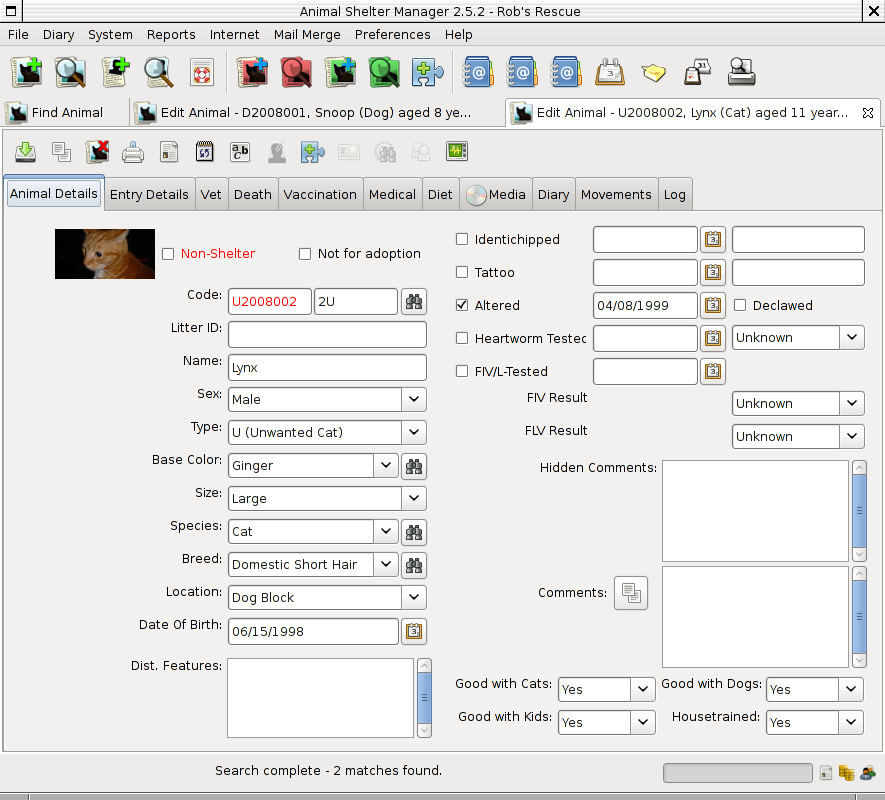 Animal Shelter Manager 2.5.2 - Rob's Rescue
File Diary System Reports Internet Mail Merge Preferences Help
Find Animal Edit Animal - D2008001, Snoop (Dog) aged 8 ye... Edit Animal - U2008002, Lynx (Cat) aged 11 year...
Animal Details Entry Details Vet Death Vaccination Medical Diet Media Diary Movements Log
Non-Shelter Not for adoption
Code: U2008002 2U
Litter ID:
Name: Lynx
Sex: Male
Type: U (Unwanted Cat)
Base Color: Ginger
Size: Large
Species: Cat
Breed: Domestic Short Hair
Location: Dog Block
Date Of Birth: 06/15/1998
Dist. Features:
Identichipped
Tattoo
Altered 04/08/1999 Declawed
Heartworm Tested Unknown
FIV/L-Tested
FIV Result Unknown
FLV Result Unknown
Hidden Comments:
Comments:
Good with Cats: Yes Good with Dogs: Yes
Good with Kids: Yes Housetrained: Yes
Search complete - 2 matches found.